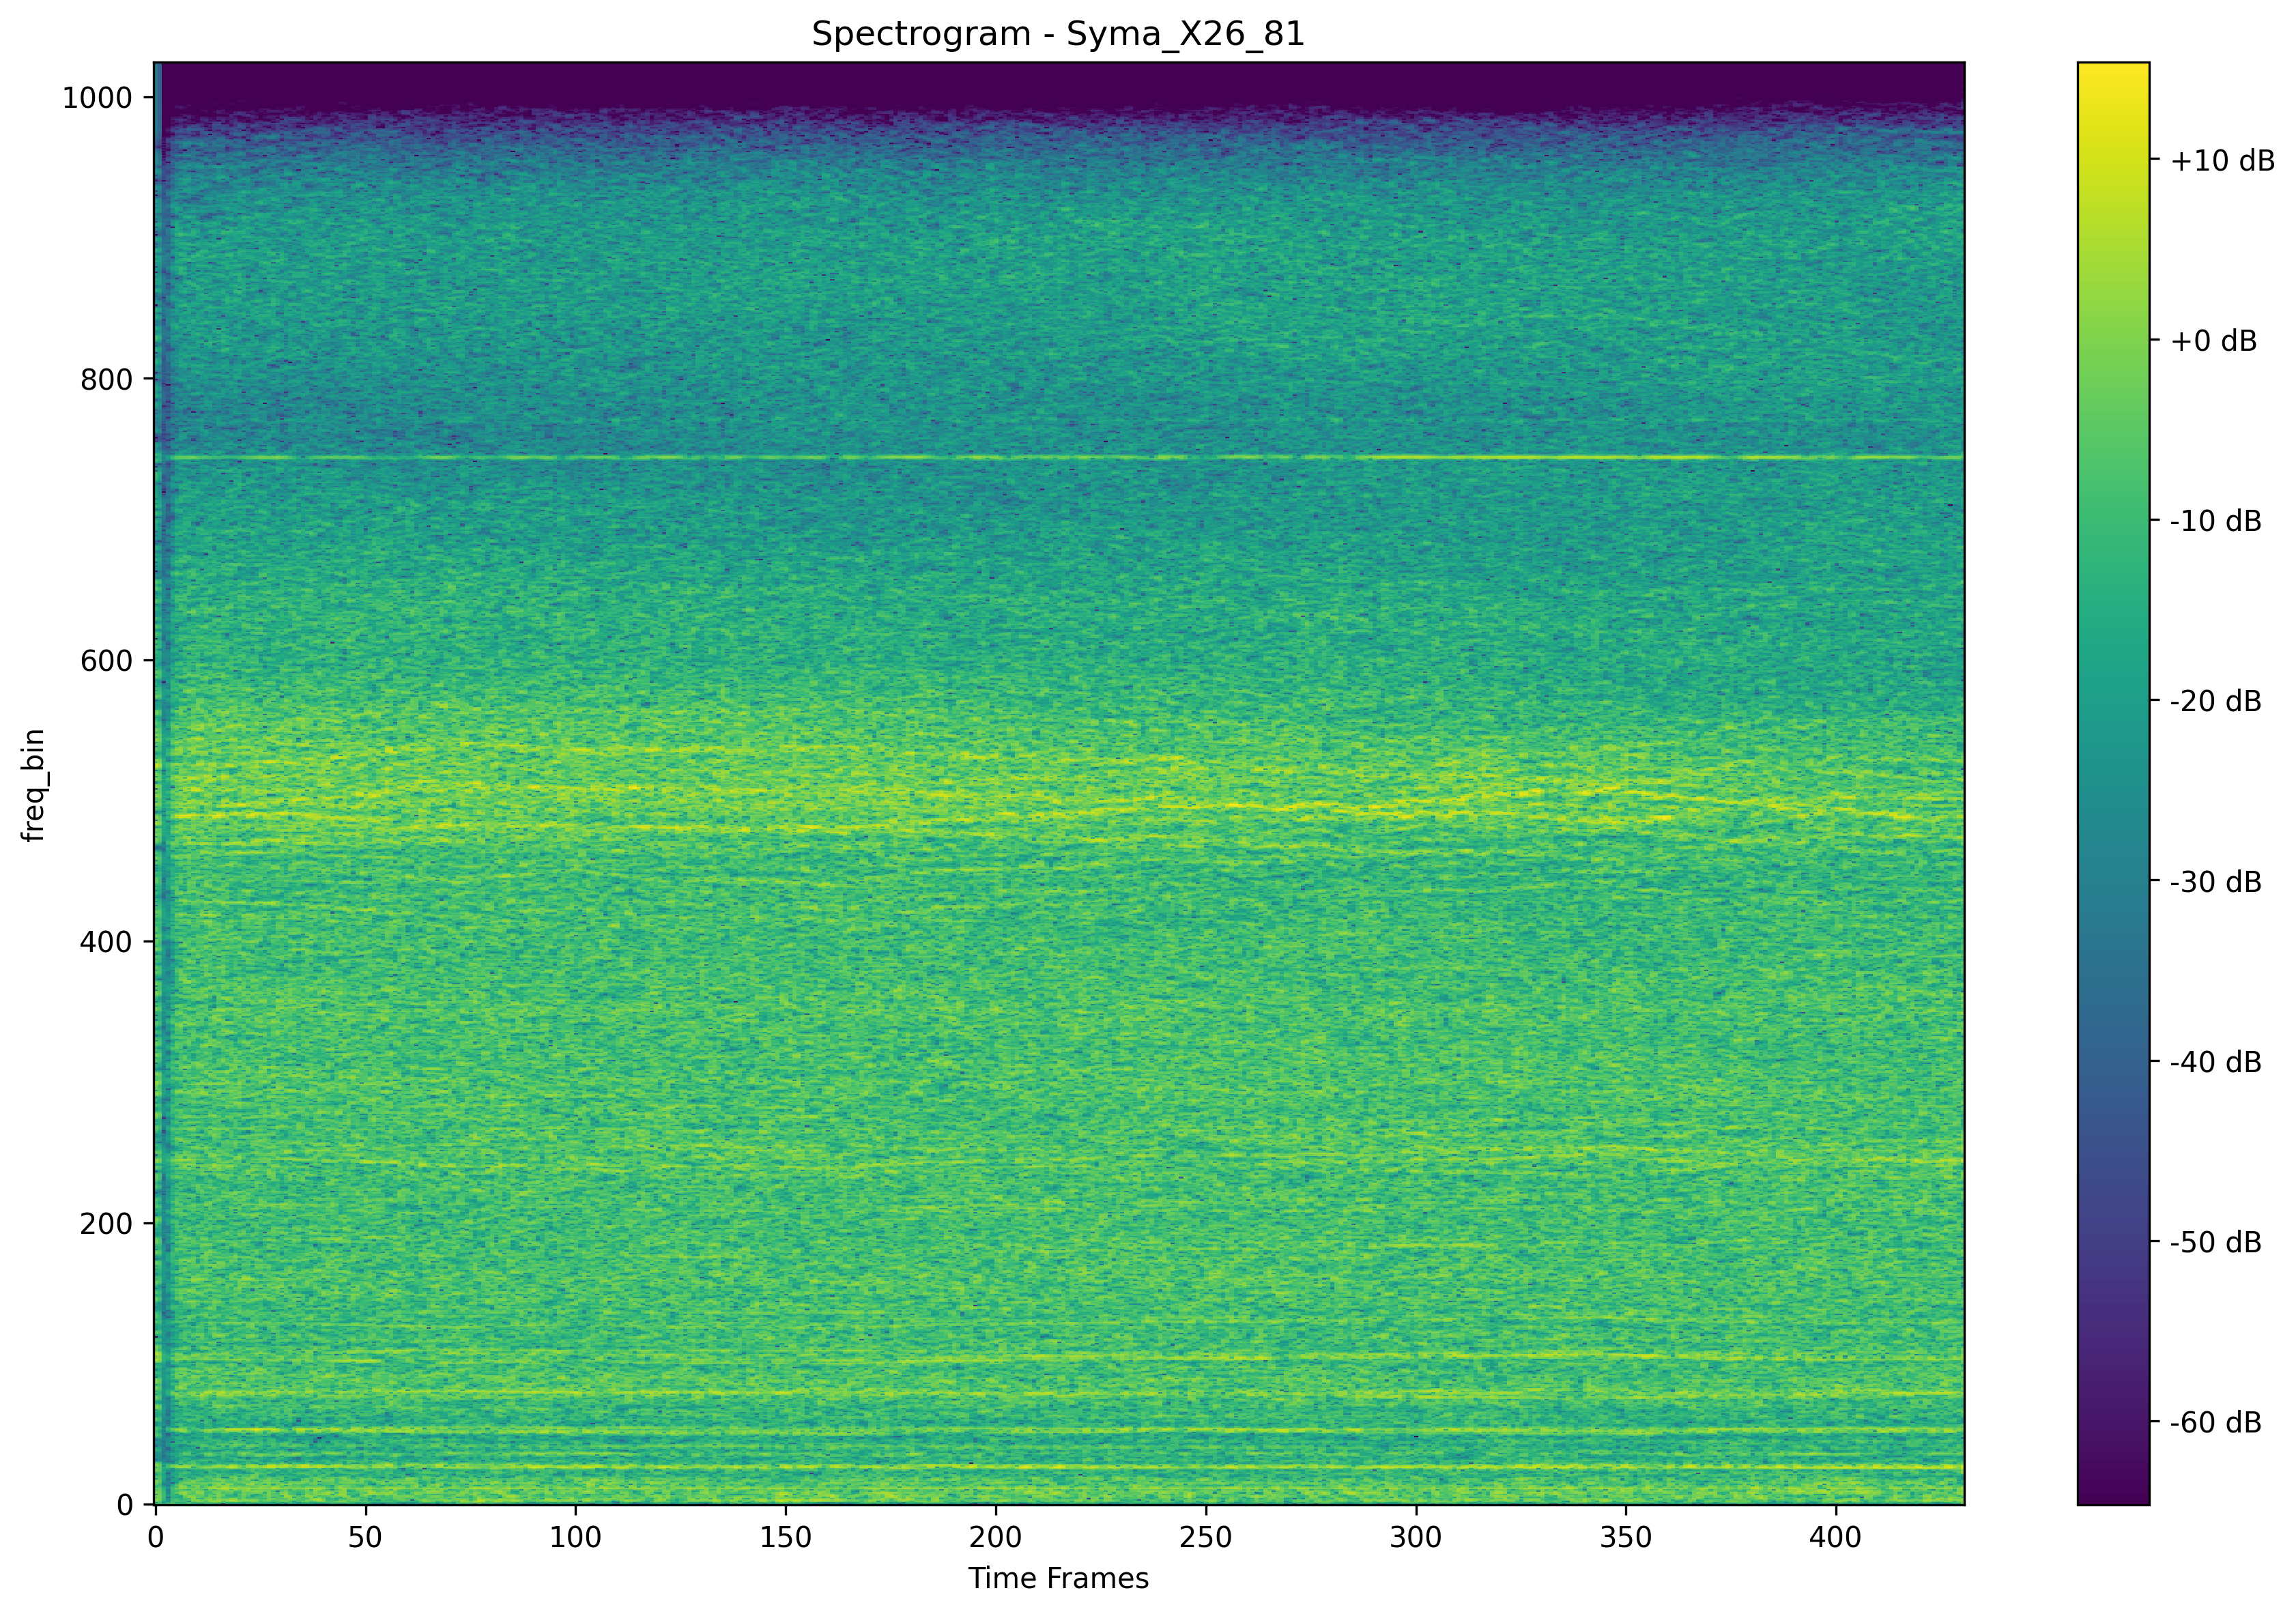 Spectrogram - Syma_X26_81
1000
800
600
400
200
0
freq_bin
0 50 100 150 200 250 300 350 400
Time Frames
+10 dB
+0 dB
-10 dB
-20 dB
-30 dB
-40 dB
-50 dB
-60 dB